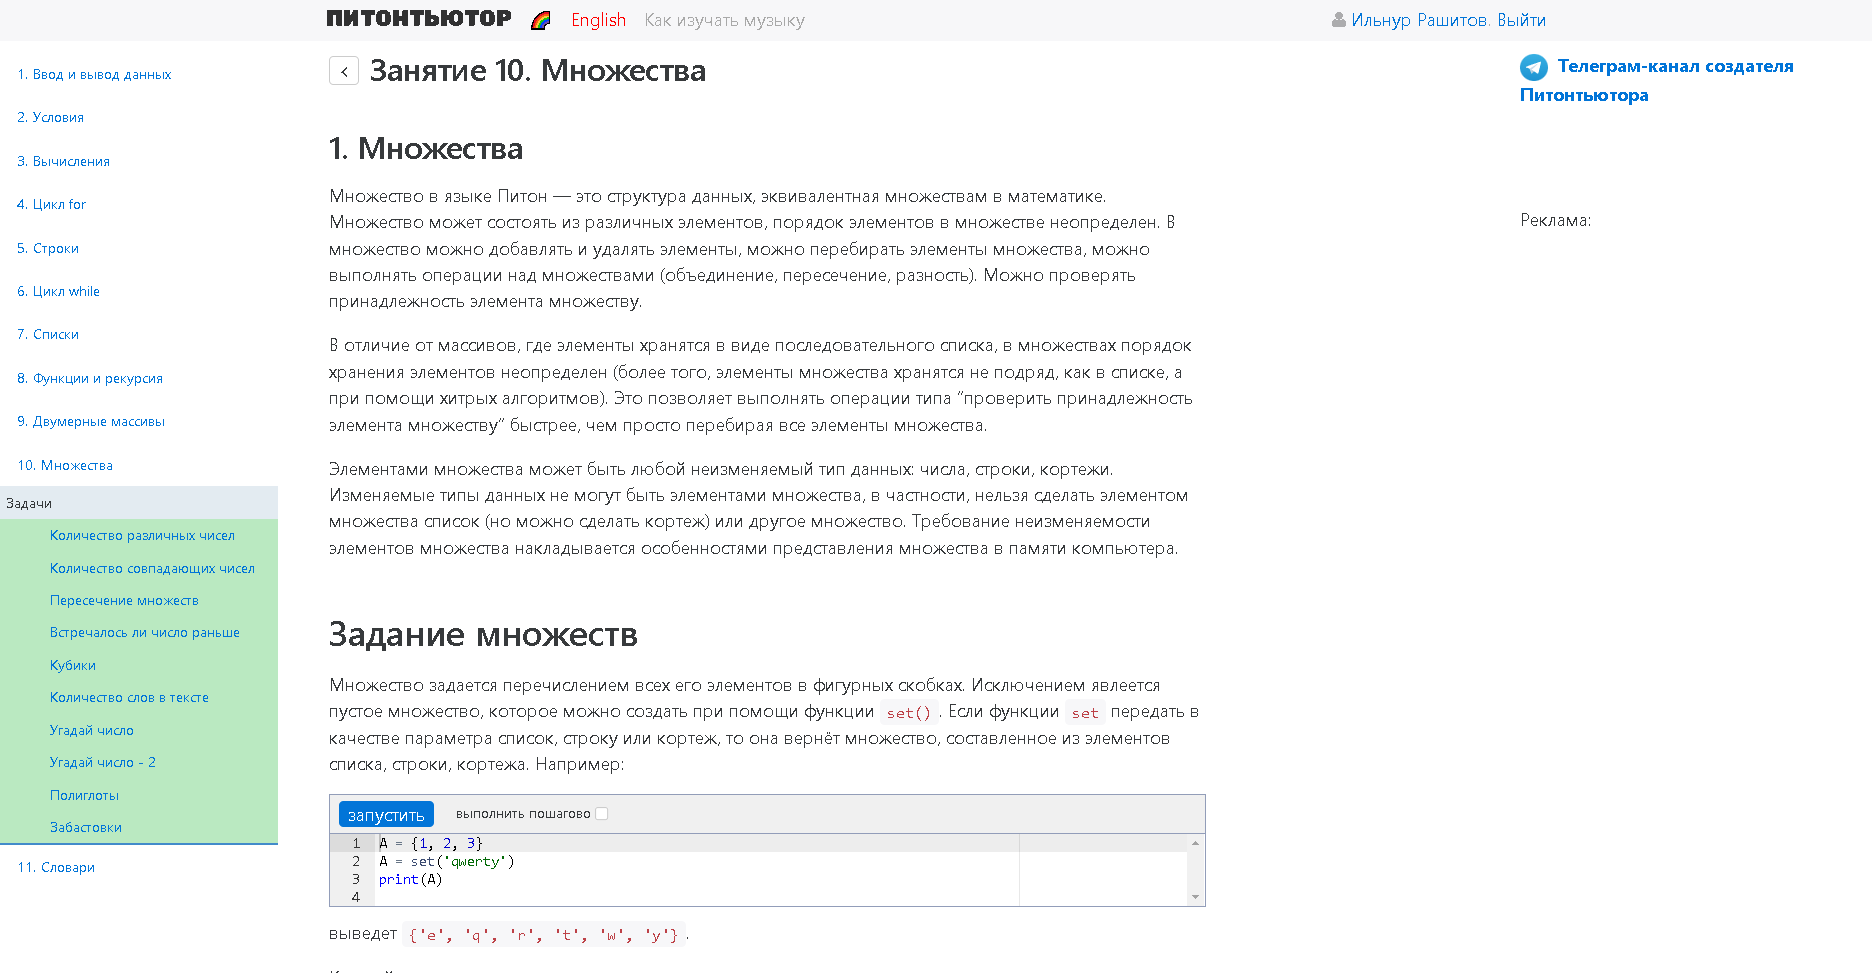 ПИТОНТЬЮТОР English Как изучать музыку Ильнур Рашитов. Выйти
1. Ввод и вывод данных
2. Условия
3. Вычисления
4. Цикл for
5. Строки
6. Цикл while
7. Списки
8. Функции и рекурсия
9. Двумерные массивы
10. Множества
Задачи
Количество различных чисел
Количество совпадающих чисел
Пересечение множеств
Встречалось ли число раньше
Кубики
Количество слов в тексте
Угадай число
Угадай число - 2
Полиглоты
Забастовки
11. Словари
Занятие 10. Множества
1. Множества
Множество в языке Питон — это структура данных, эквивалентная множествам в математике.
Множество может состоять из различных элементов, порядок элементов в множестве неопределен. В
множество можно добавлять и удалять элементы, можно перебирать элементы множества, можно
выполнять операции над множествами (объединение, пересечение, разность). Можно проверять
принадлежность элемента множеству.
В отличие от массивов, где элементы хранятся в виде последовательного списка, в множествах порядок
хранения элементов неопределен (более того, элементы множества хранятся не подряд, как в списке, а
при помощи хитрых алгоритмов). Это позволяет выполнять операции типа “проверить принадлежность
элемента множеству” быстрее, чем просто перебирая все элементы множества.
Элементами множества может быть любой неизменяемый тип данных: числа, строки, кортежи.
Изменяемые типы данных не могут быть элементами множества, в частности, нельзя сделать элементом
множества список (но можно сделать кортеж) или другое множество. Требование неизменяемости
элементов множества накладывается особенностями представления множества в памяти компьютера.
Задание множеств
Множество задается перечислением всех его элементов в фигурных скобках. Исключением явлеется
пустое множество, которое можно создать при помощи функции set(). Если функции set передать в
качестве параметра список, строку или кортеж, то она вернёт множество, составленное из элементов
списка, строки, кортежа. Например:
запустить выполнить пошагово
1 A = {1, 2, 3}
2 A = set('qwerty')
3 print(A)
4
выведет {'e', 'q', 'r', 't', 'w', 'y'}.
Телеграм-канал создателя
Питонтьютора
Реклама: